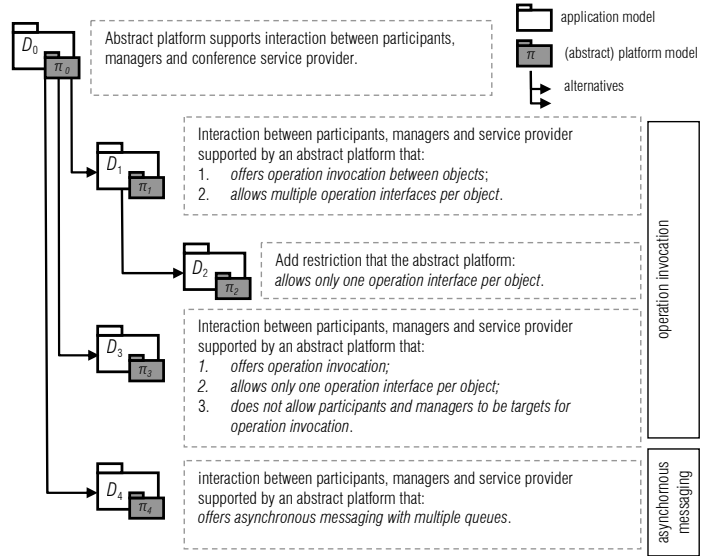 D0
π0
Abstract platform supports interaction between participants,
managers and conference service provider.
application model
π
(abstract) platform model
alternatives
D1
π1
Interaction between participants, managers and service provider
supported by an abstract platform that:
1. offers operation invocation between objects;
2. allows multiple operation interfaces per object.
D2
π2
Add restriction that the abstract platform:
allows only one operation interface per object.
D3
π3
Interaction between participants, managers and service provider
supported by an abstract platform that:
1. offers operation invocation;
2. allows only one operation interface per object;
3. does not allow participants and managers to be targets for
operation invocation.
operation invocation
D4
π4
interaction between participants, managers and service provider
supported by an abstract platform that:
offers asynchronous messaging with multiple queues.
asynchornous
messaging